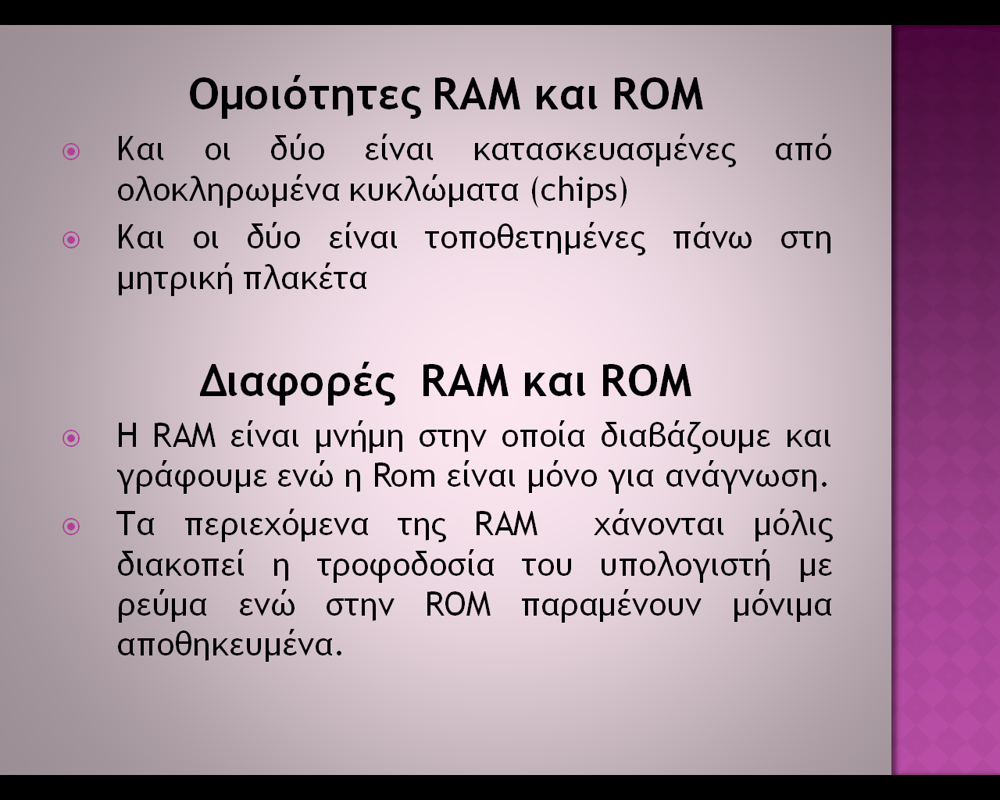 Ομοιότητες RAM και ROM
Και οι δύο είναι κατασκευασμένες από
ολοκληρωμένα κυκλώματα (chips)
Και οι δύο είναι τοποθετημένες πάνω στη
μητρική πλακέτα
Διαφορές RAM και ROM
Η RAM είναι μνήμη στην οποία διαβάζουμε και
γράφουμε ενώ η Rom είναι μόνο για ανάγνωση.
Τα περιεχόμενα της RAM χάνονται μόλις
διακοπεί η τροφοδοσία του υπολογιστή με
ρεύμα ενώ στην ROM παραμένουν μόνιμα
αποθηκευμένα.